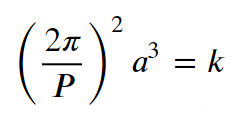 (2π/P)² a³ = k